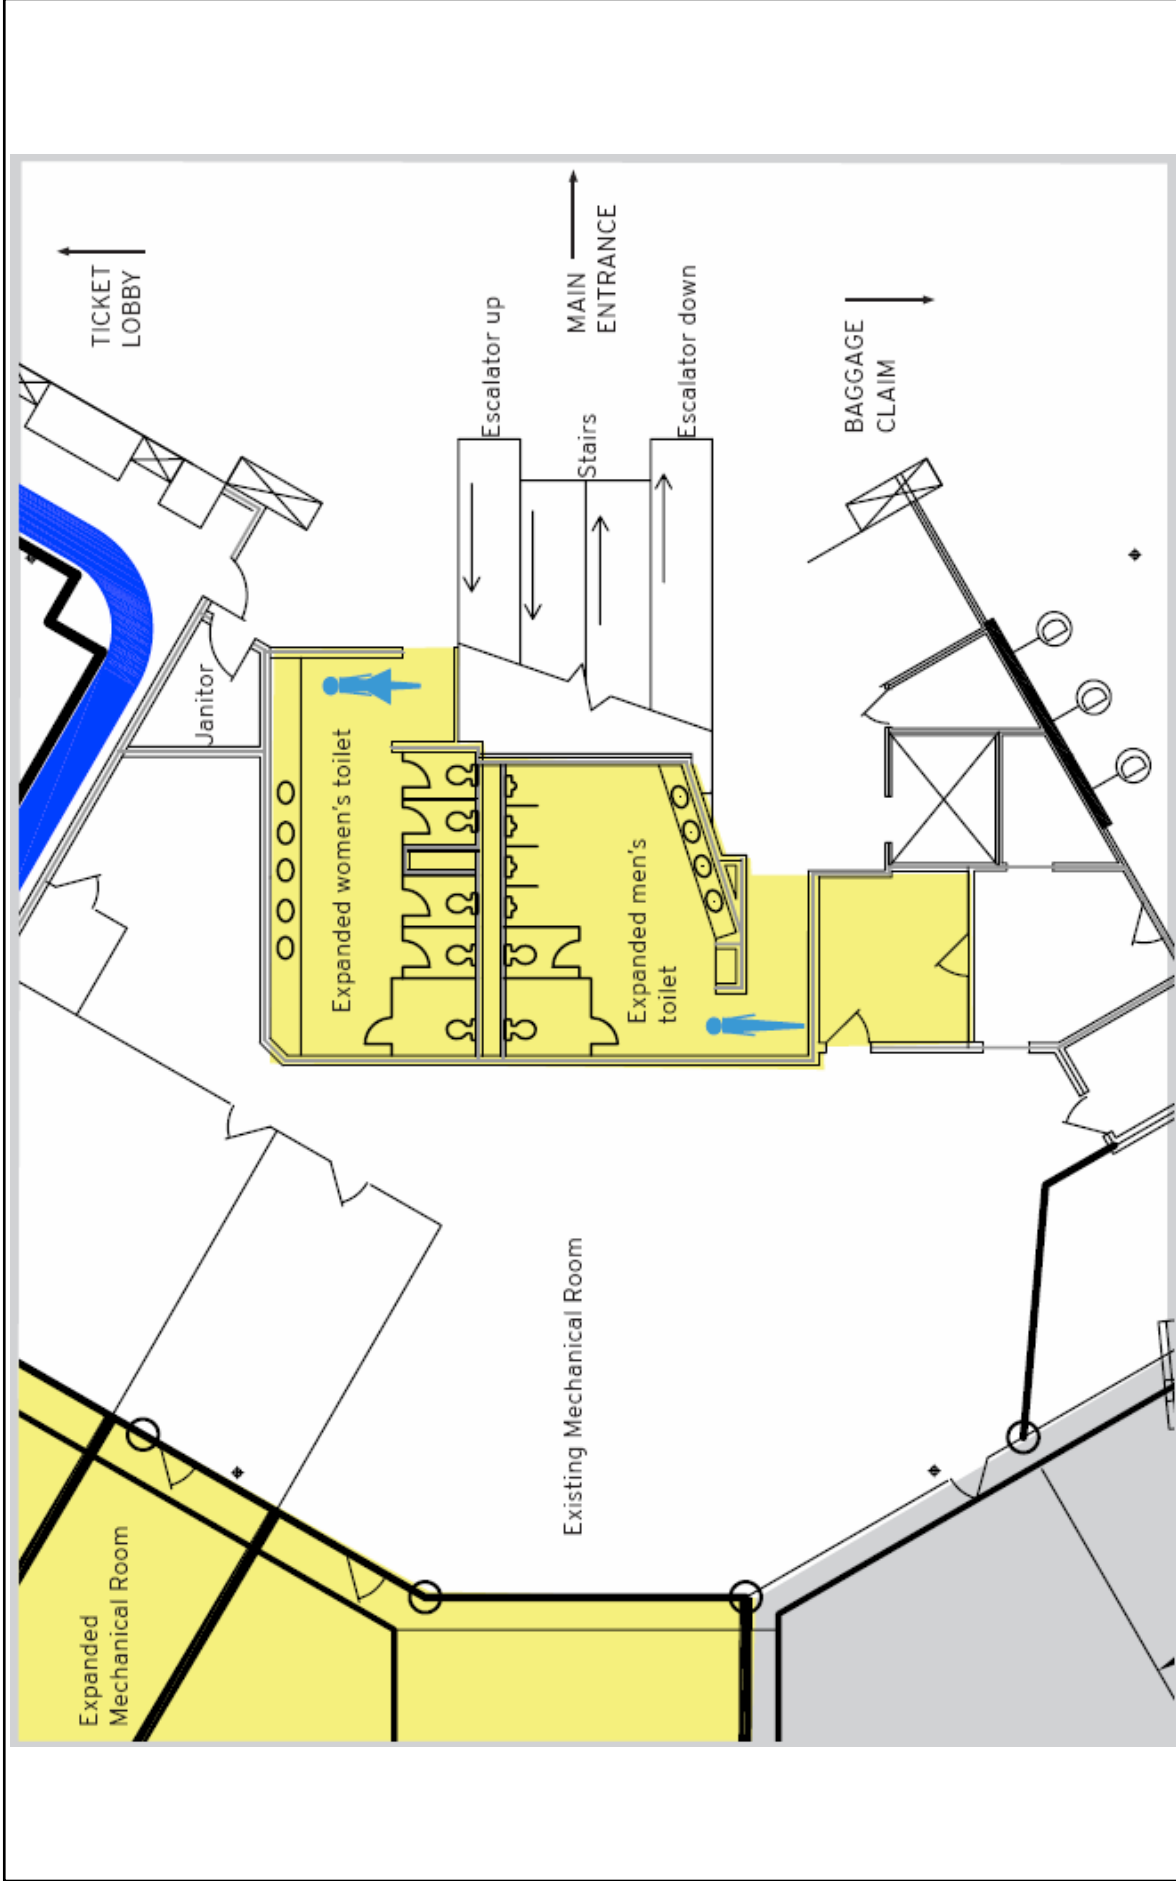 TICKET
LOBBY
MAIN
ENTRANCE
Escalator up
Stairs
Escalator down
BAGGAGE
CLAIM
Janitor
Expanded women's toilet
Expanded men's
toilet
D
D
D
Existing Mechanical Room
Expanded
Mechanical Room